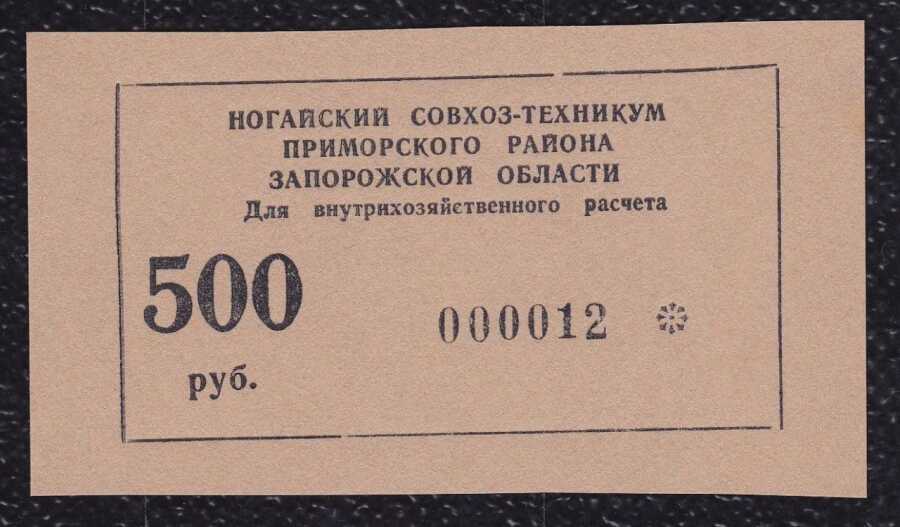 НОГАЙСКИЙ СОВХОЗ-ТЕХНИКУМ
ПРИМОРСКОГО РАЙОНА
ЗАПОРОЖСКОЙ ОБЛАСТИ
Для внутрихозяйственного расчета
500
000012
руб.